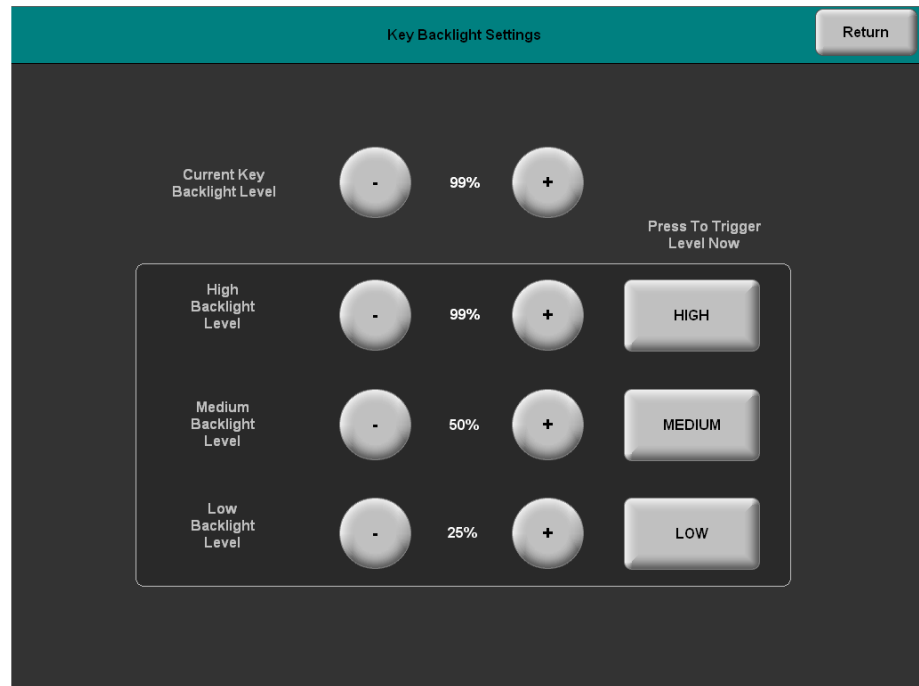 Key Backlight Settings
Return
Current Key
Backlight Level
-
99%
+
Press To Trigger
Level Now
High
Backlight
Level
-
99%
+
HIGH
Medium
Backlight
Level
-
50%
+
MEDIUM
Low
Backlight
Level
-
25%
+
LOW